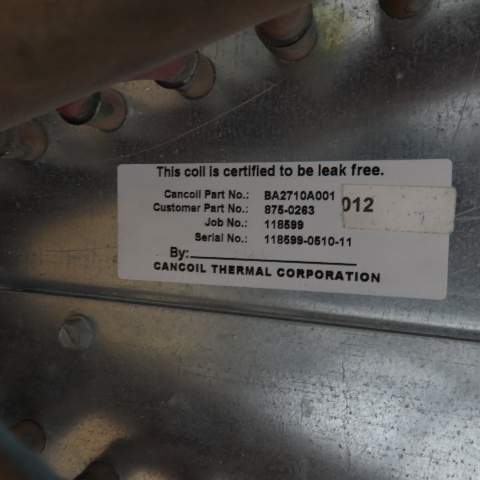 This coil is certified to be leak free.
Cancoil Part No.: BA2710A001
Customer Part No.: 875-0263
012
Job No.: 118599
Serial No.: 118599-0510-11
By:
CANCOIL THERMAL CORPORATION